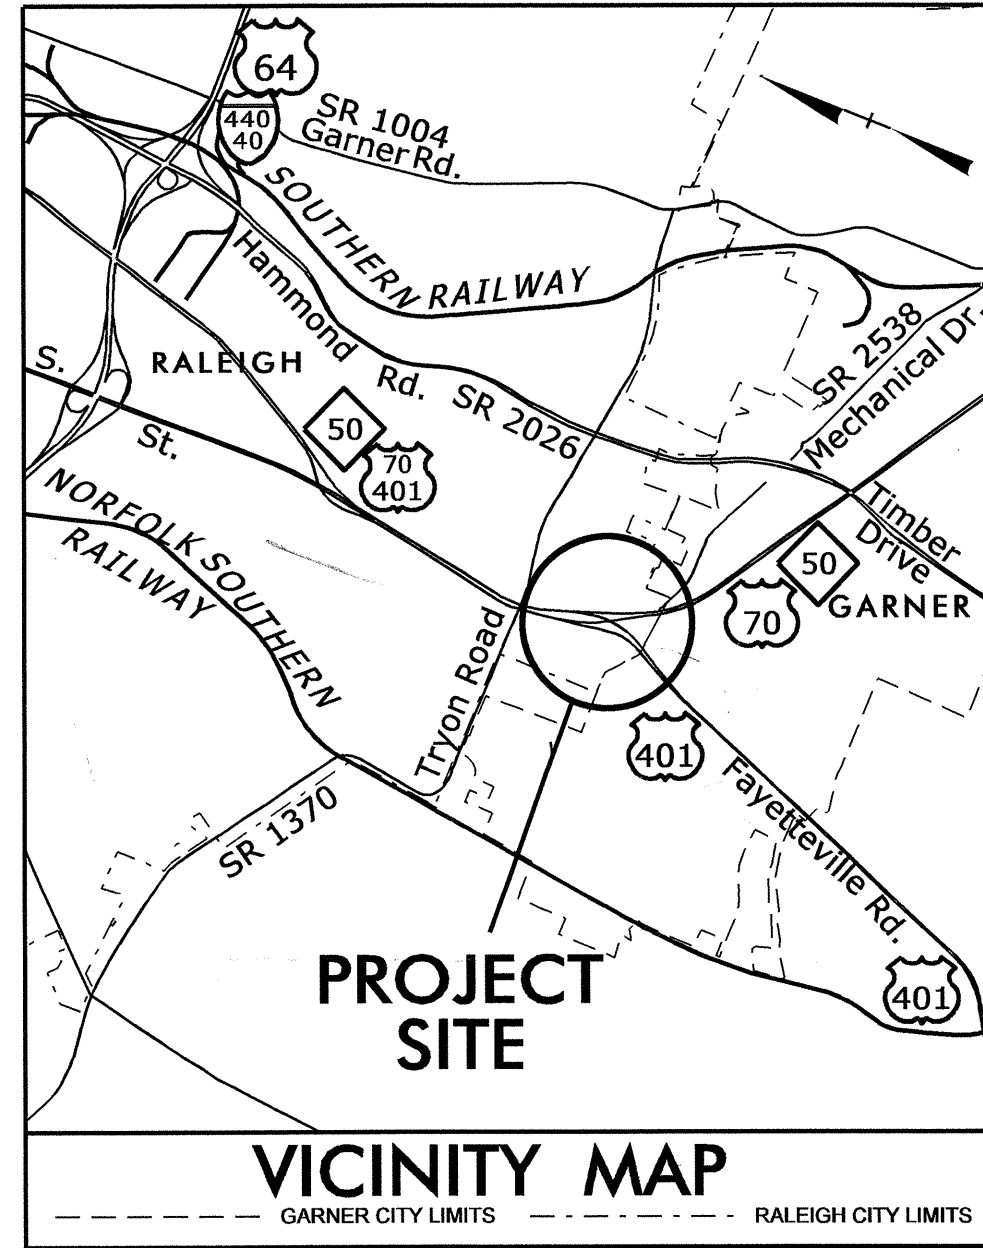 64
440
40
SR 1004
Garner Rd.
SOUTHERN RAILWAY
Hammond Rd. SR 2026
S. St.
RALEIGH
50
70
401
SR 2538
Mechanical Dr.
Timber
Drive
50
70
GARNER
NORFOLK SOUTHERN
RAILWAY
Tryon Road
401
Fayetteville Rd.
SR 1370
401
PROJECT
SITE
VICINITY MAP
GARNER CITY LIMITS
RALEIGH CITY LIMITS